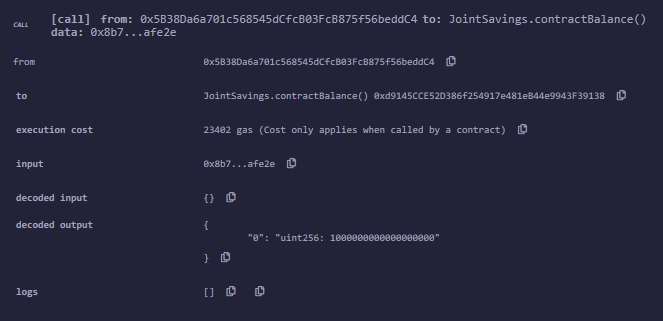 CALL [call] from: 0x5B38Da6a701c568545dCfcB03FcB875f56beddC4 to: JointSavings.contractBalance()
data: 0x8b7...afe2e
from 0x5B38Da6a701c568545dCfcB03FcB875f56beddC4
to JointSavings.contractBalance() 0xd9145CCE52D386f254917e481eB44e9943F39138
execution cost 23402 gas (Cost only applies when called by a contract)
input 0x8b7...afe2e
decoded input {}
decoded output {
"0": "uint256: 1000000000000000000"
}
logs []